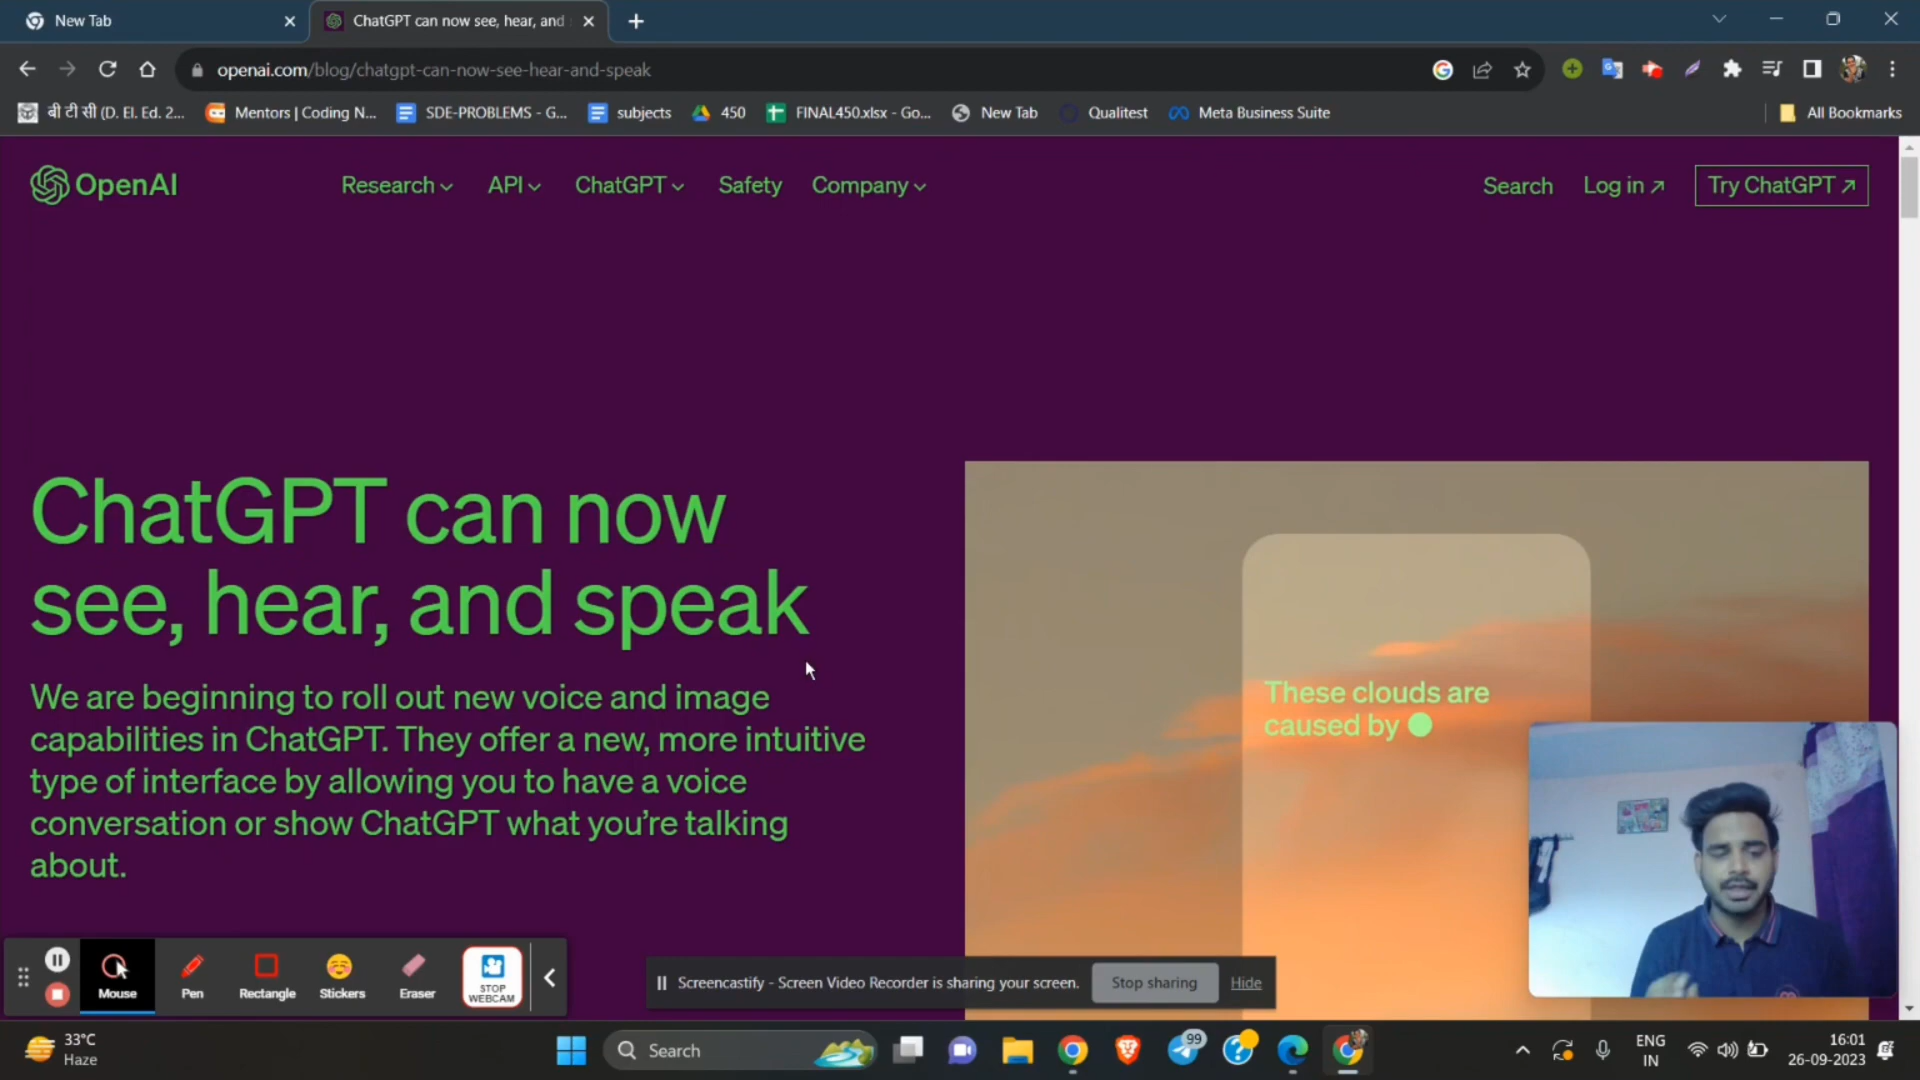 New Tab
ChatGPT can now see, hear, and
openai.com/blog/chatgpt-can-now-see-hear-and-speak
बी टी सी (D. El. Ed. 2...
Mentors | Coding N...
SDE-PROBLEMS - G...
subjects
450
FINAL450.xlsx - Go...
New Tab
Qualitest
Meta Business Suite
All Bookmarks
OpenAI
Research
API
ChatGPT
Safety
Company
Search
Log in
Try ChatGPT
ChatGPT can now
see, hear, and speak
We are beginning to roll out new voice and image
capabilities in ChatGPT. They offer a new, more intuitive
type of interface by allowing you to have a voice
conversation or show ChatGPT what you’re talking
about.
These clouds are
caused by
Mouse
Pen
Rectangle
Stickers
Eraser
STOP
WEBCAM
Screencastify - Screen Video Recorder is sharing your screen.
Stop sharing
Hide
33°C
Haze
Search
99
ENG
IN
16:01
26-09-2023